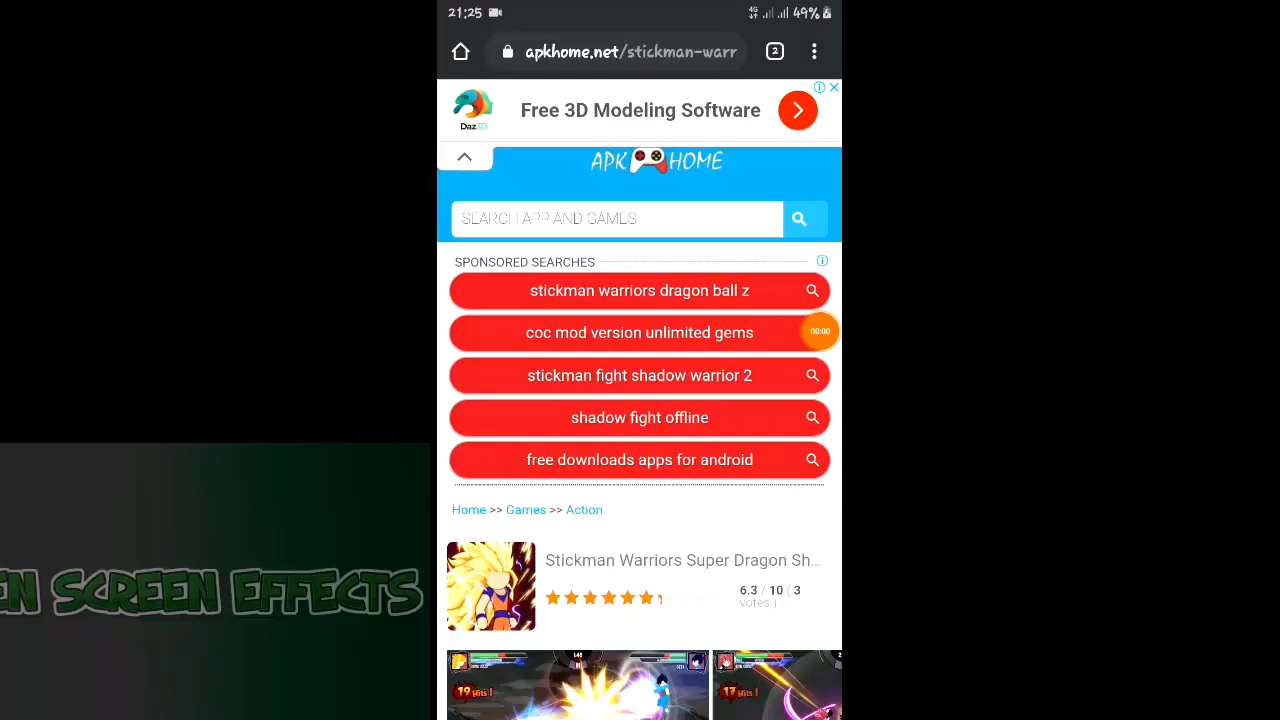 21:25
4G
49%
apkhome.net/stickman-warr
2
Free 3D Modeling Software
Daz3D
APK HOME
SEARCH APP AND GAMES
SPONSORED SEARCHES
stickman warriors dragon ball z
coc mod version unlimited gems
00:00
stickman fight shadow warrior 2
shadow fight offline
free downloads apps for android
Home >> Games >> Action
Stickman Warriors Super Dragon Sh...
6.3 / 10 ( 3
votes )
EN SCREEN EFFECTS
19 Hits !
17 Hits !